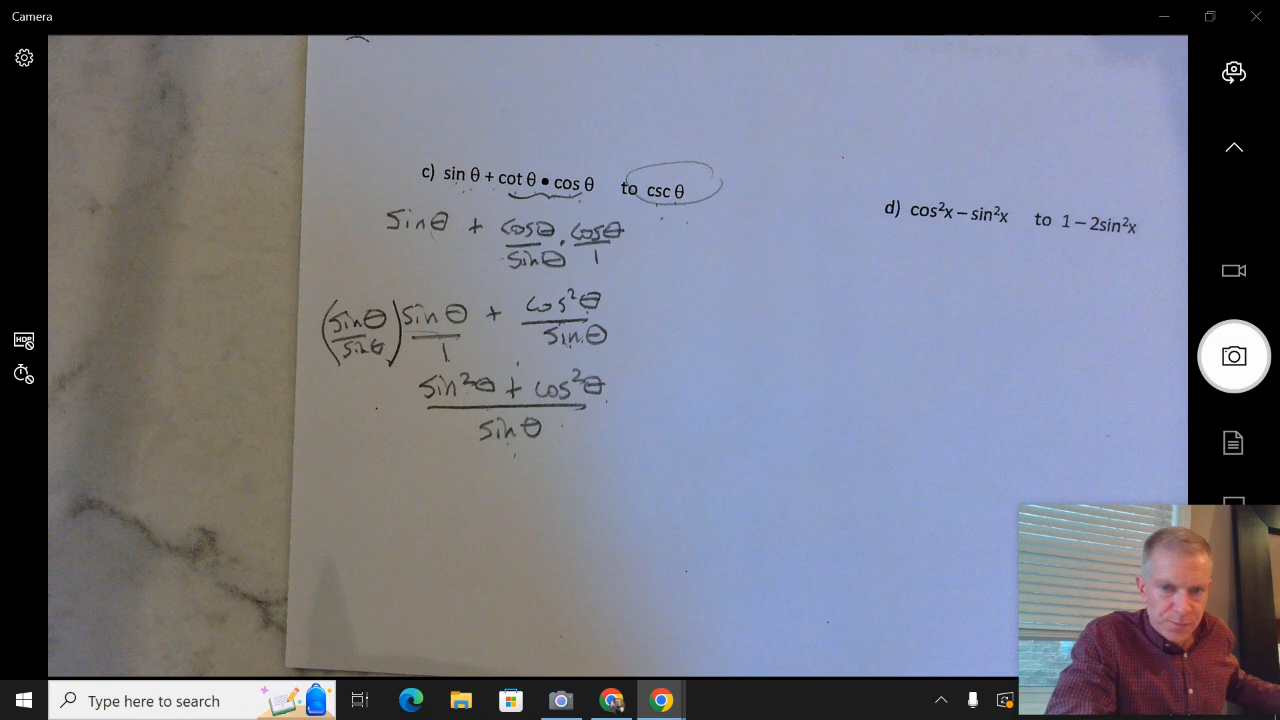 Camera
c) sin θ + cot θ • cos θ to csc θ
sinθ + cosθ/sinθ · cosθ/1
(sinθ/sinθ) sinθ/1 + cos²θ/sinθ
sin²θ + cos²θ
sinθ
d) cos²x – sin²x to 1 – 2sin²x
Type here to search